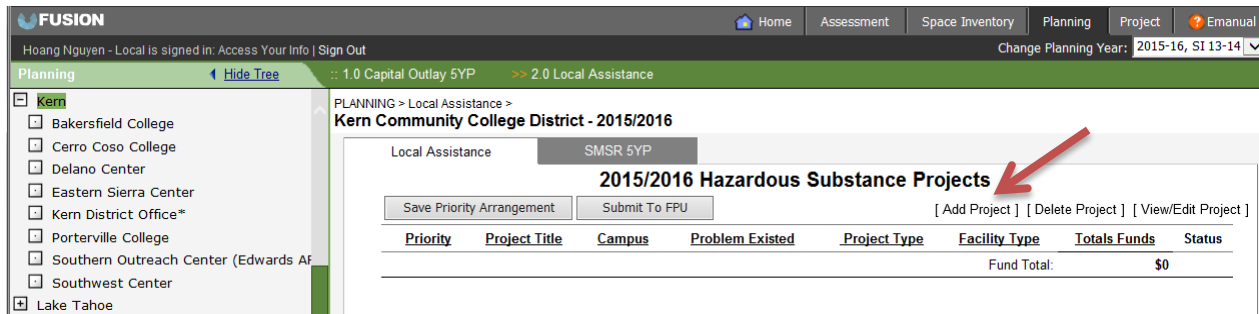 FUSION Home Assessment Space Inventory Planning Project Emanual
Hoang Nguyen - Local is signed in: Access Your Info | Sign Out Change Planning Year: 2015-16, SI 13-14
Planning Hide Tree :: 1.0 Capital Outlay 5YP >> 2.0 Local Assistance
Kern
Bakersfield College
Cerro Coso College
Delano Center
Eastern Sierra Center
Kern District Office*
Porterville College
Southern Outreach Center (Edwards AF
Southwest Center
Lake Tahoe
PLANNING > Local Assistance >
Kern Community College District - 2015/2016
Local Assistance SMSR 5YP
2015/2016 Hazardous Substance Projects
Save Priority Arrangement Submit To FPU [ Add Project ] [ Delete Project ] [ View/Edit Project ]
Priority Project Title Campus Problem Existed Project Type Facility Type Totals Funds Status
Fund Total: $0